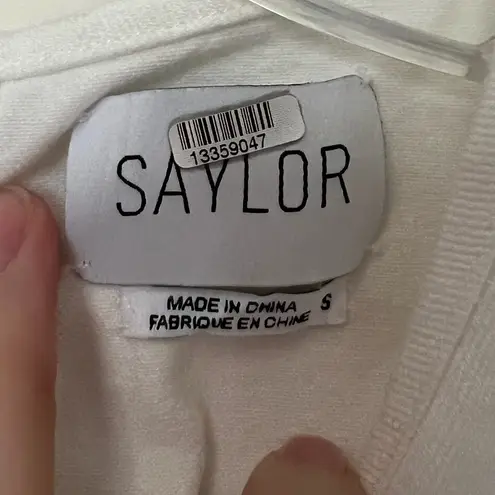 13359047
SAYLOR
MADE IN CHINA S
FABRIQUE EN CHINE